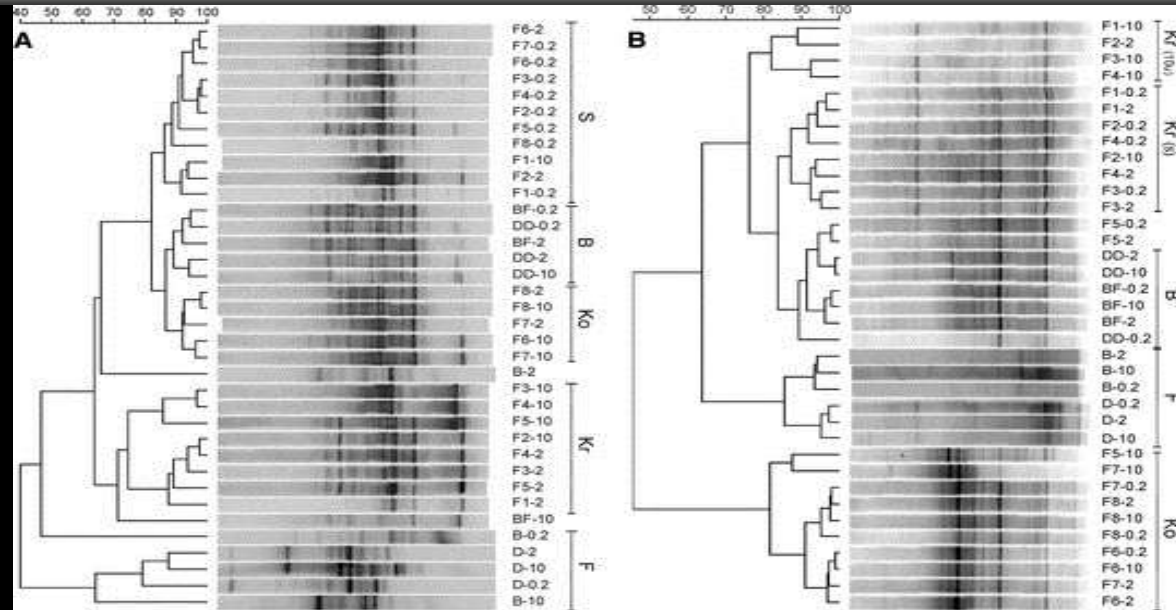 40 50 60 70 80 90 100
A
F6-2
F7-0.2
F6-0.2
F3-0.2
F4-0.2
F2-0.2
F5-0.2
F8-0.2
F1-10
F2-2
F1-0.2
S
BF-0.2
DD-0.2
BF-2
DD-2
DD-10
B
F8-2
F8-10
F7-2
F6-10
F7-10
Ko
B-2
F3-10
F4-10
F5-10
F2-10
F4-2
F3-2
F5-2
F1-2
Kr
BF-10
B-0.2
D-2
D-10
D-0.2
B-10
F
50 60 70 80 90 100
B
F1-10
F2-2
F3-10
F4-10
Kr (10μ)
F1-0.2
F1-2
F2-0.2
F4-0.2
F2-10
F4-2
F3-0.2
F3-2
Kr (s)
F5-0.2
F5-2
DD-2
DD-10
BF-0.2
BF-10
BF-2
DD-0.2
B
B-2
B-10
B-0.2
D-0.2
D-2
D-10
F
F5-10
F7-10
F7-0.2
F8-2
F8-10
F8-0.2
F6-0.2
F6-10
F7-2
F6-2
Ko